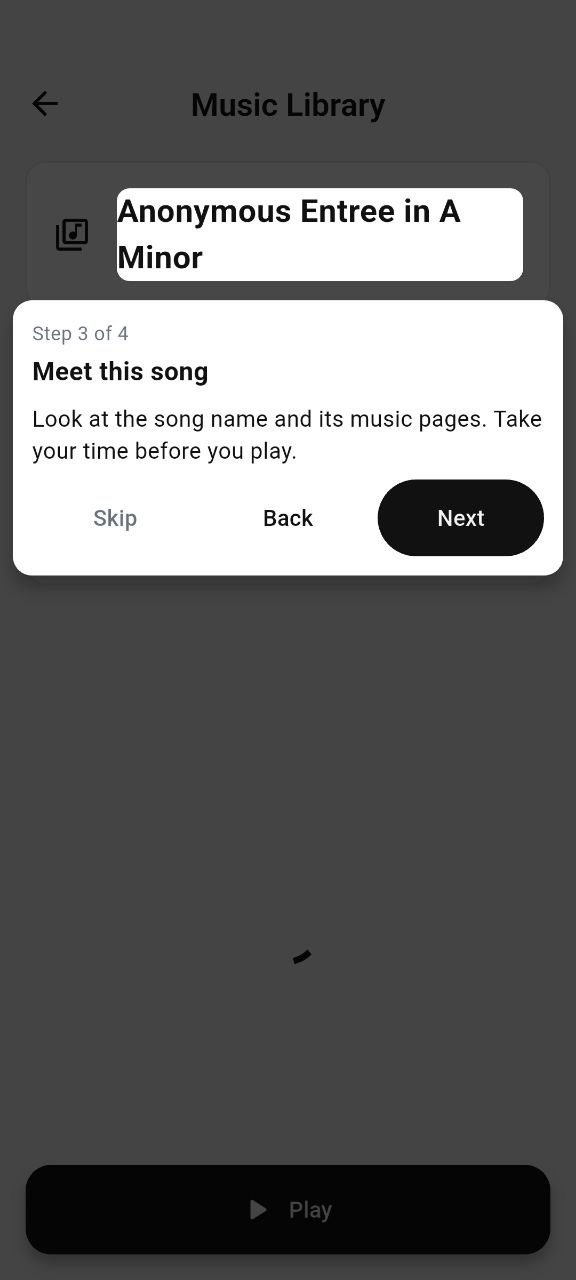 Music Library
Anonymous Entree in A
Minor
Step 3 of 4
Meet this song
Look at the song name and its music pages. Take
your time before you play.
Skip
Back
Next
Play